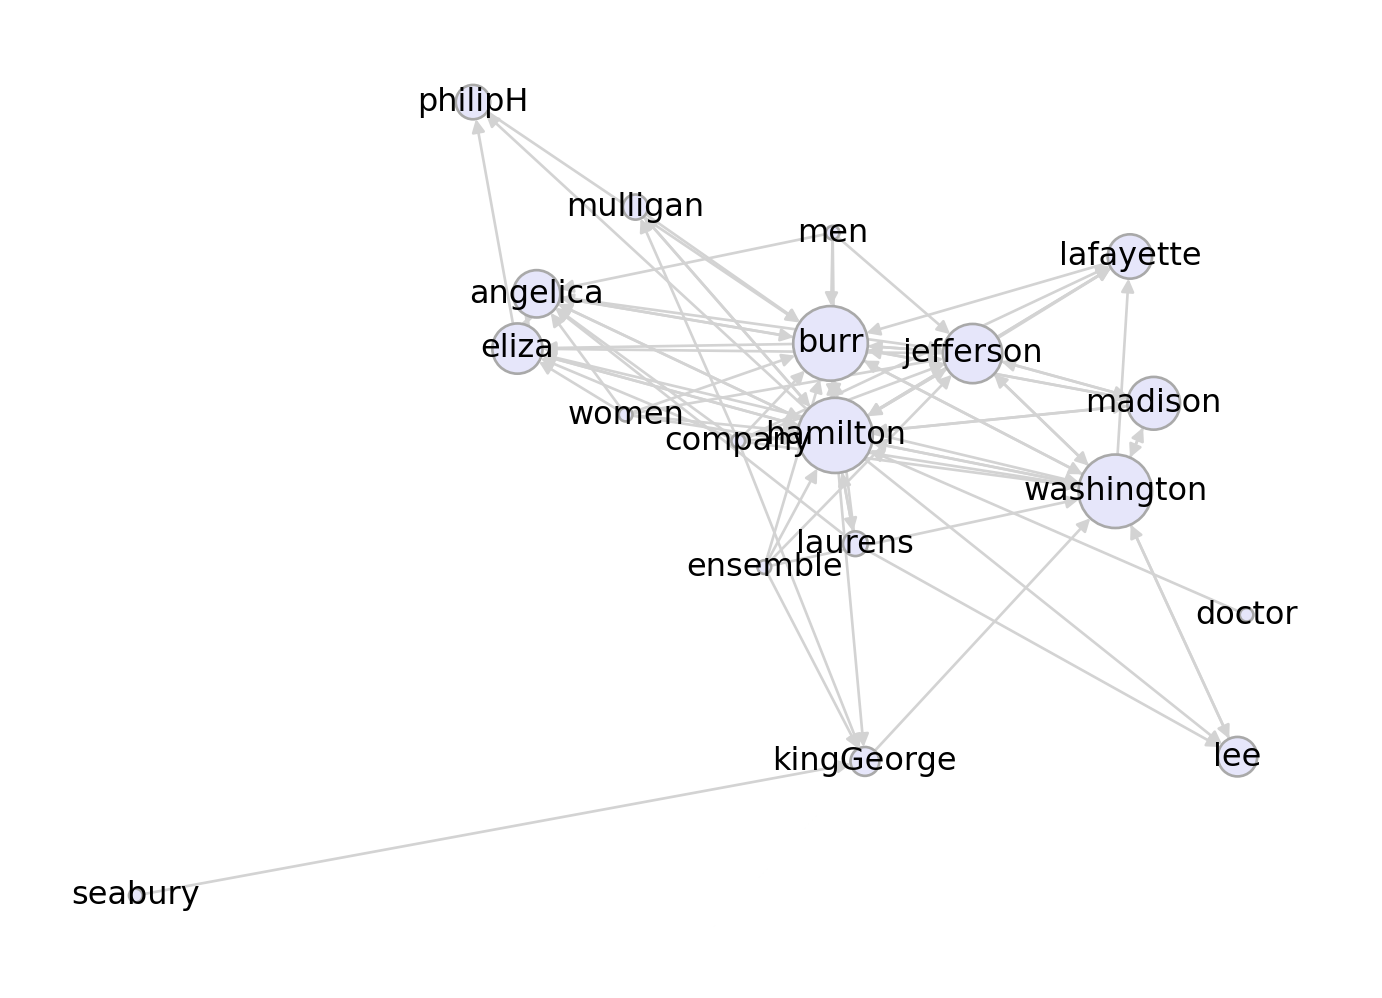 philipH
mulligan
men
lafayette
angelica
burr
eliza
jefferson
madison
women
company
hamilton
washington
laurens
ensemble
doctor
kingGeorge
lee
seabury